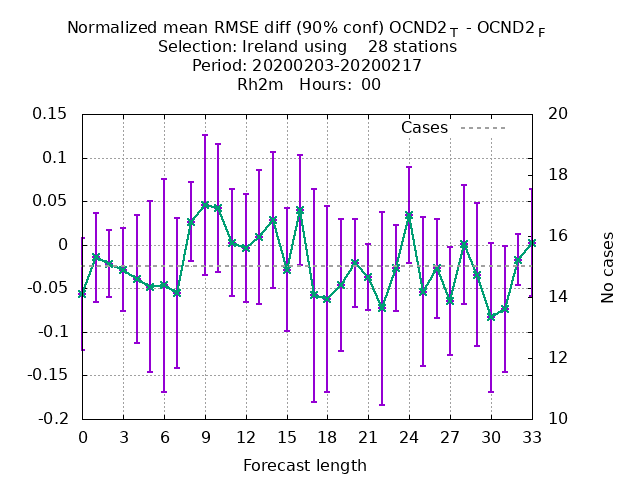 Normalized mean RMSE diff (90% conf) OCND2 T - OCND2 F
Selection: Ireland using 28 stations
Period: 20200203-20200217
Rh2m Hours: 00
0.15
0.1
0.05
0
-0.05
-0.1
-0.15
-0.2
20
18
16
14
12
10
Cases
No cases
0 3 6 9 12 15 18 21 24 27 30 33
Forecast length